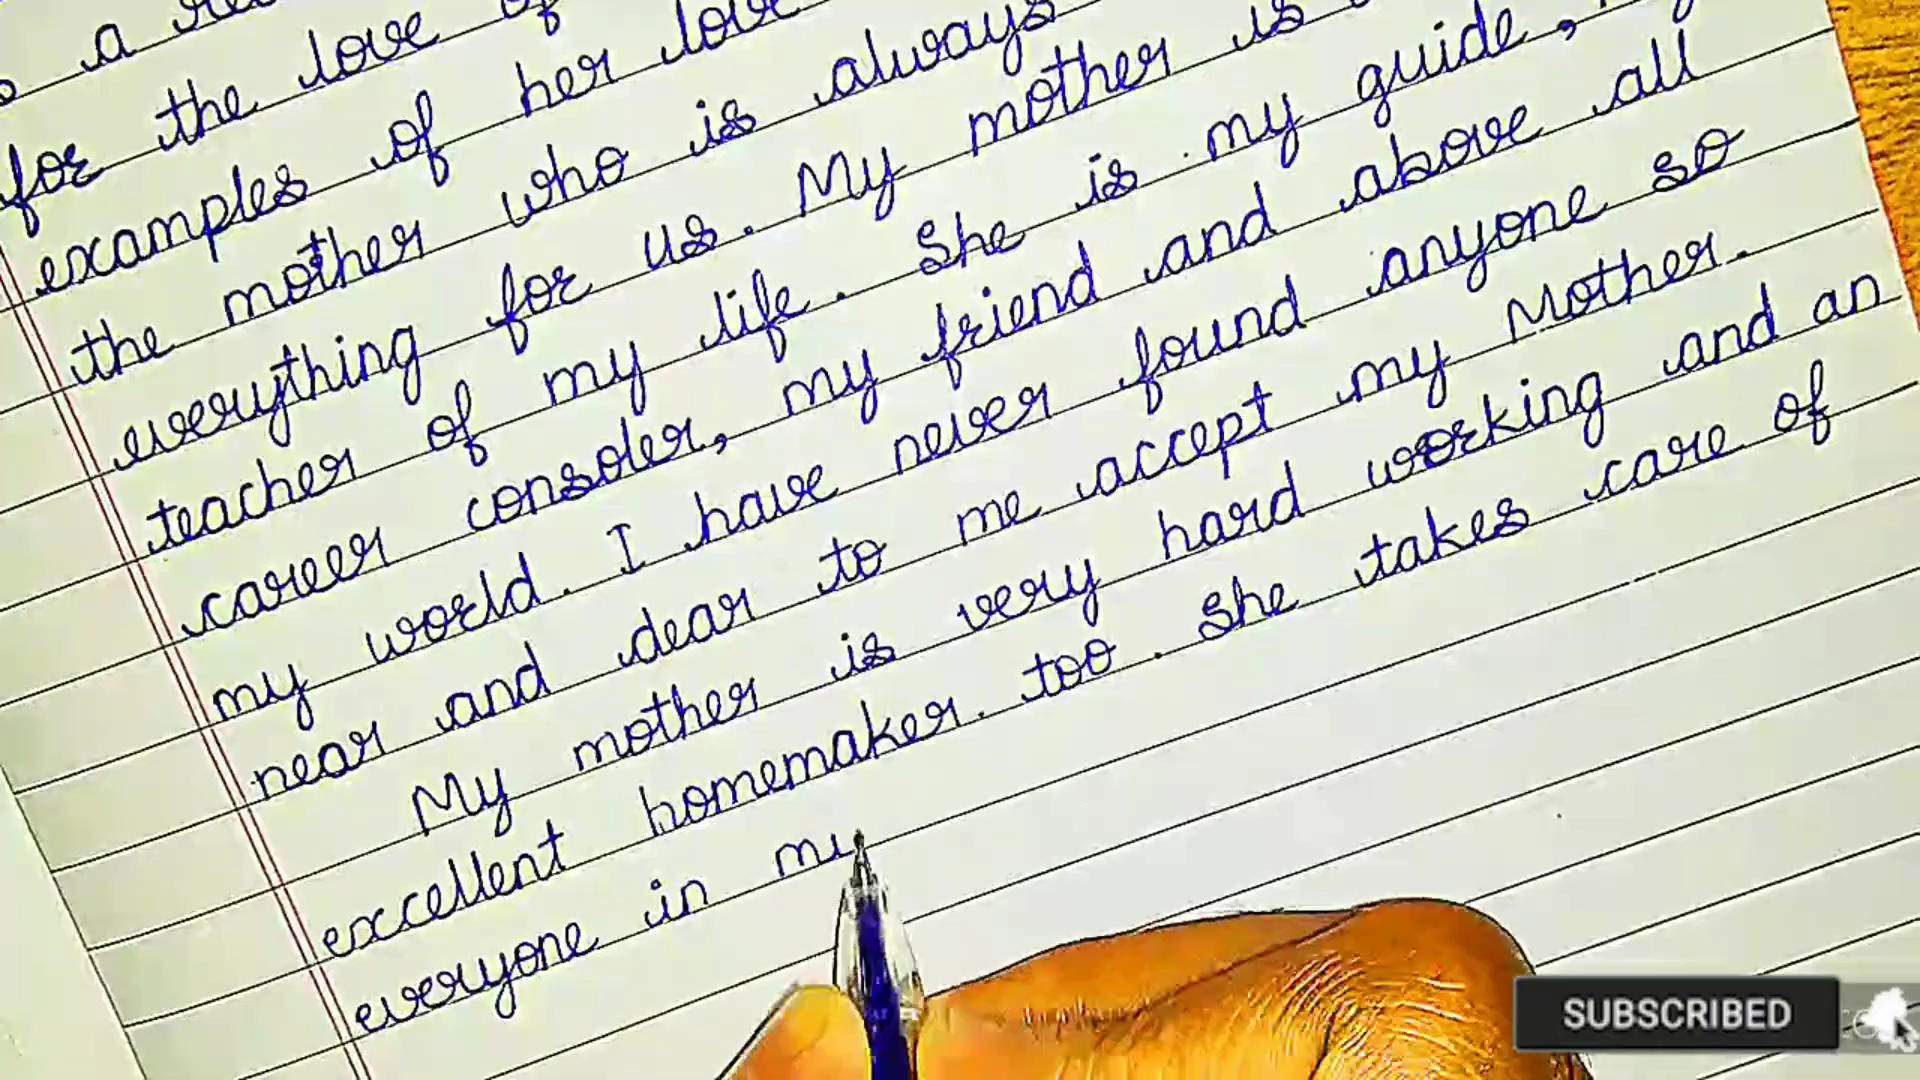 a
for the love of
examples of her love
the mother who is always
everything for us. My mother is
teacher of my life. She is my guide,
career consoler, my friend and above all
my world. I have never found anyone so
near and dear to me accept my Mother.
My mother is very hard working and an
excellent homemaker. too. She takes care of
everyone in my
SUBSCRIBED